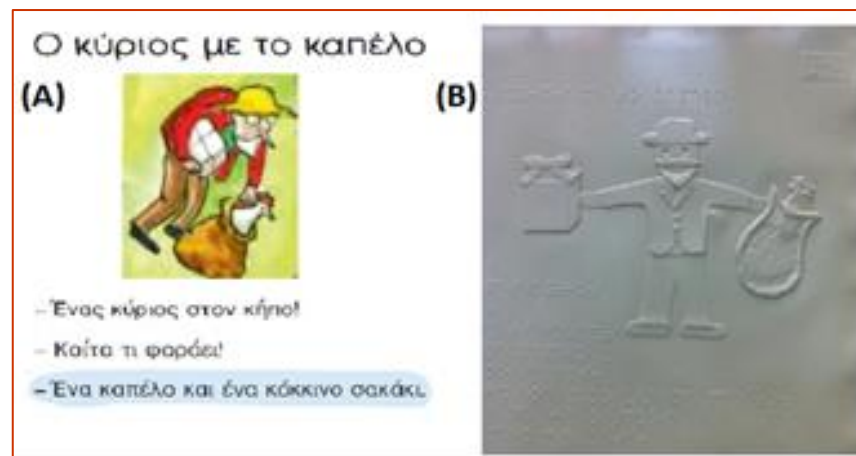 Ο κύριος με το καπέλο
(A)
(B)
– Ένας κύριος στον κήπο!
– Κοίτα τι φοράει!
– Ένα καπέλο και ένα κόκκινο σακάκι.